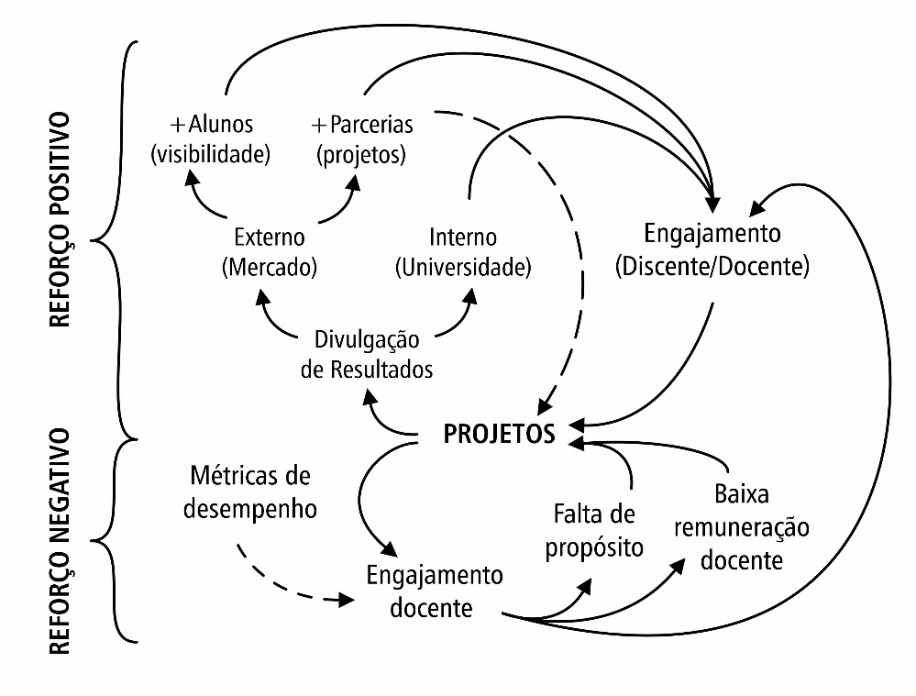 REFORÇO POSITIVO
+Alunos
(visibilidade)
+Parcerias
(projetos)
Externo
(Mercado)
Interno
(Universidade)
Engajamento
(Discente/Docente)
Divulgação
de Resultados
PROJETOS
REFORÇO NEGATIVO
Métricas de
desempenho
Engajamento
docente
Falta de
propósito
Baixa
remuneração
docente